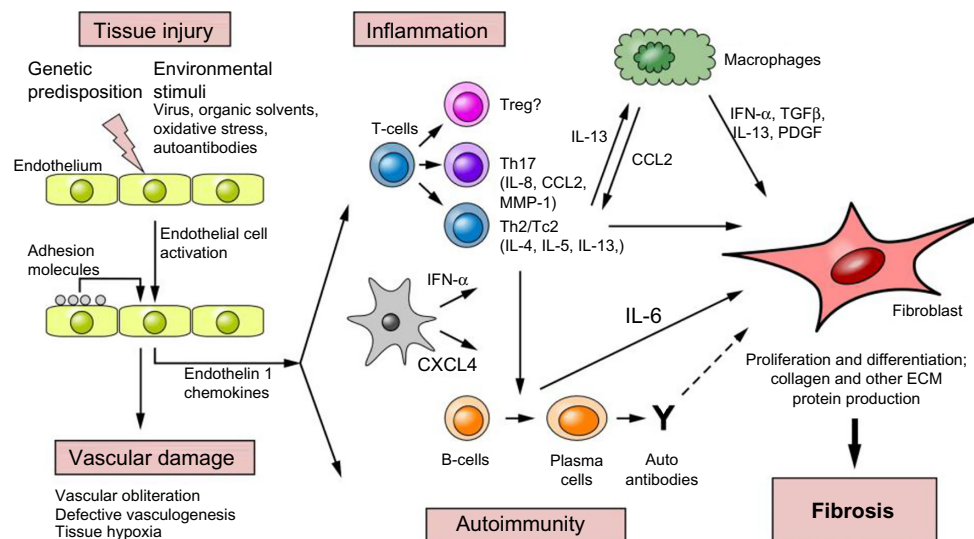 Tissue injury
Genetic
predisposition
Environmental
stimuli
Virus, organic solvents,
oxidative stress,
autoantibodies
Endothelium
Endothelial cell
activation
Adhesion
molecules
Endothelin 1
chemokines
Vascular damage
Vascular obliteration
Defective vasculogenesis
Tissue hypoxia
Inflammation
T-cells
Treg?
Th17
(IL-8, CCL2,
MMP-1)
Th2/Tc2
(IL-4, IL-5, IL-13,)
IL-13
CCL2
Macrophages
IFN-α, TGFβ,
IL-13, PDGF
IFN-α
CXCL4
IL-6
B-cells
Plasma
cells
Y
Auto
antibodies
Autoimmunity
Fibroblast
Proliferation and differentiation;
collagen and other ECM
protein production
Fibrosis